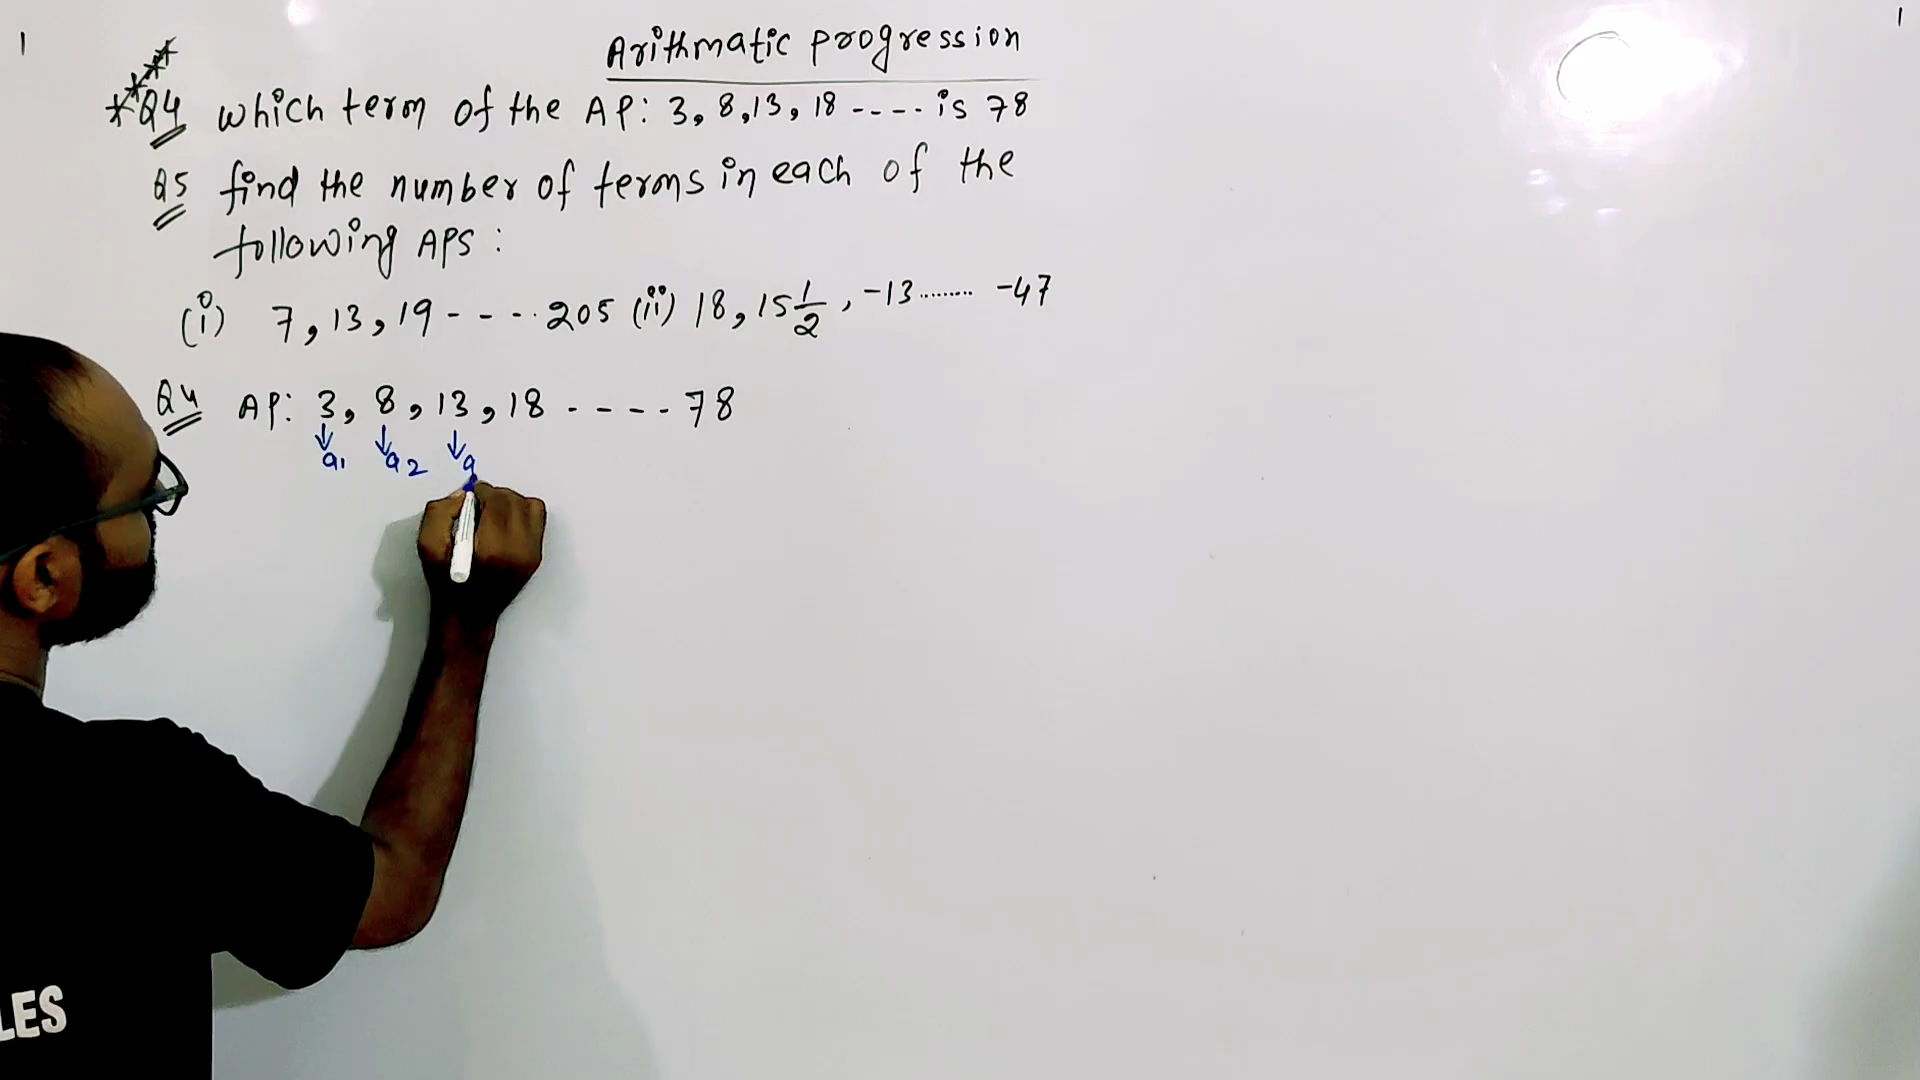 Arithmatic progression
Q4 which term of the AP: 3, 8, 13, 18 ---- is 78
Q5 find the number of terms in each of the
following APS :
(i) 7, 13, 19 ---- 205 (ii) 18, 15 1/2, -13 ........ -47
Q4 AP: 3, 8, 13, 18 ---- 78
a1 a2 a
LES